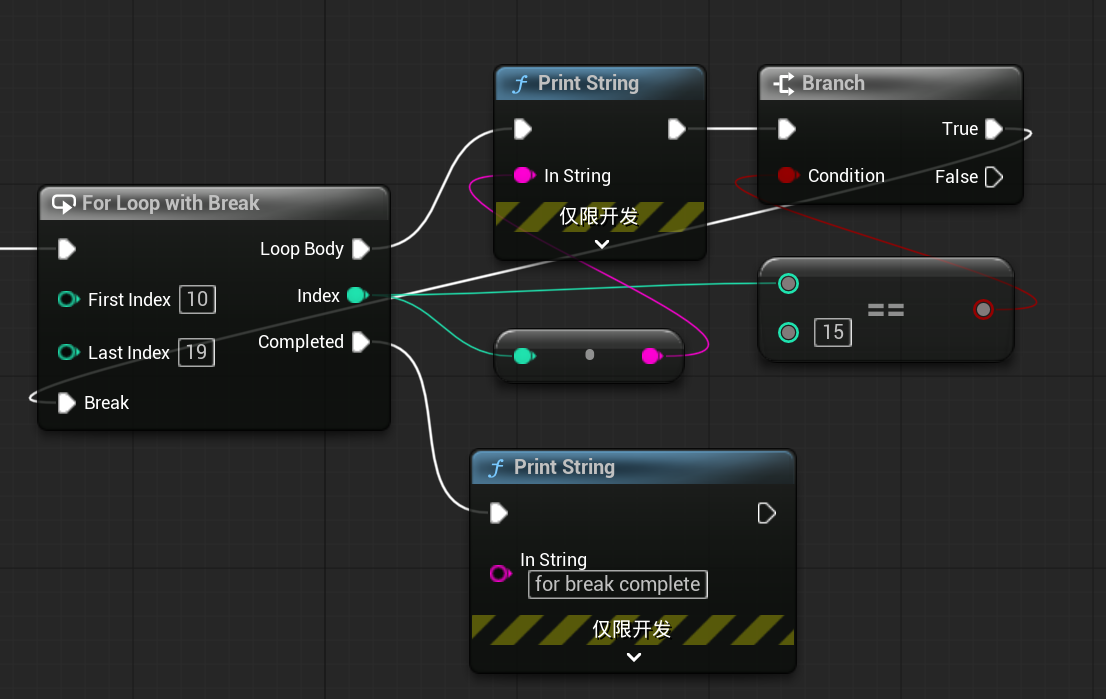 For Loop with Break
Loop Body
First Index 10
Index
Last Index 19
Completed
Break
f Print String
In String
仅限开发
Branch
True
Condition
False
==
15
f Print String
In String
for break complete
仅限开发